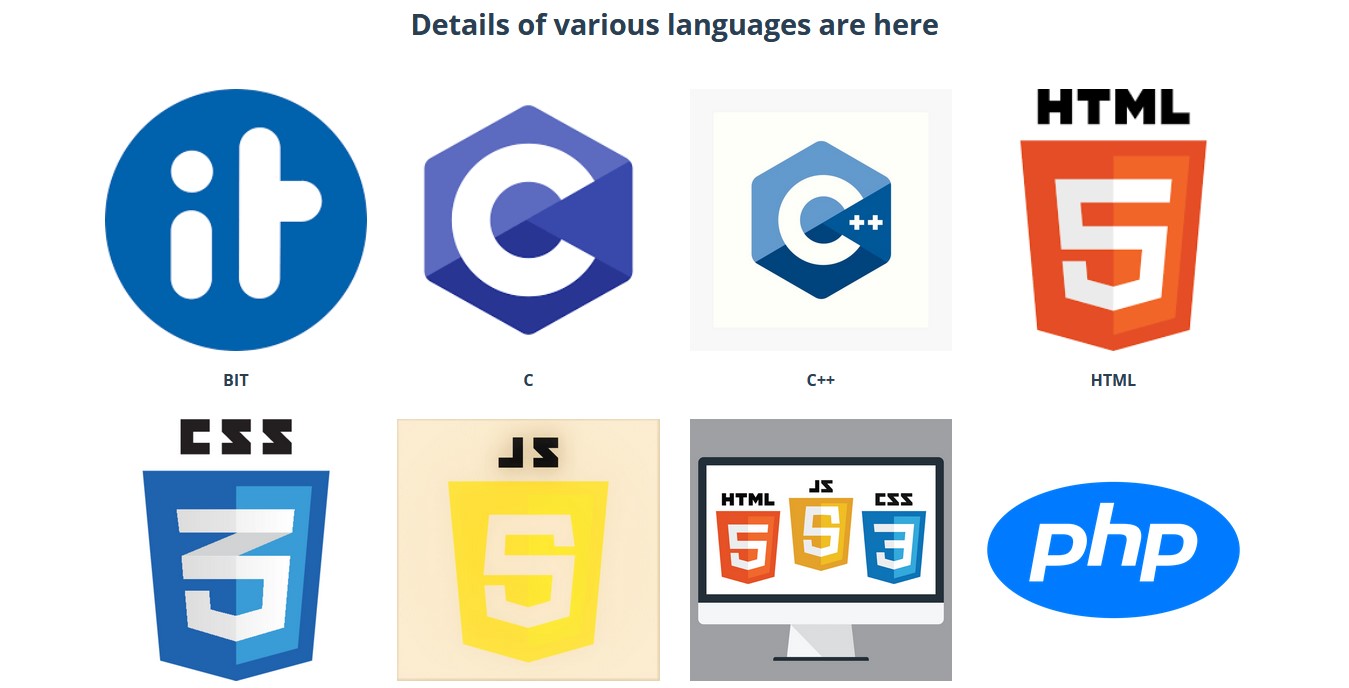 Details of various languages are here
it
C
C++
HTML
5
BIT
C
C++
HTML
CSS
3
JS
5
HTML
JS
CSS
5
5
3
php